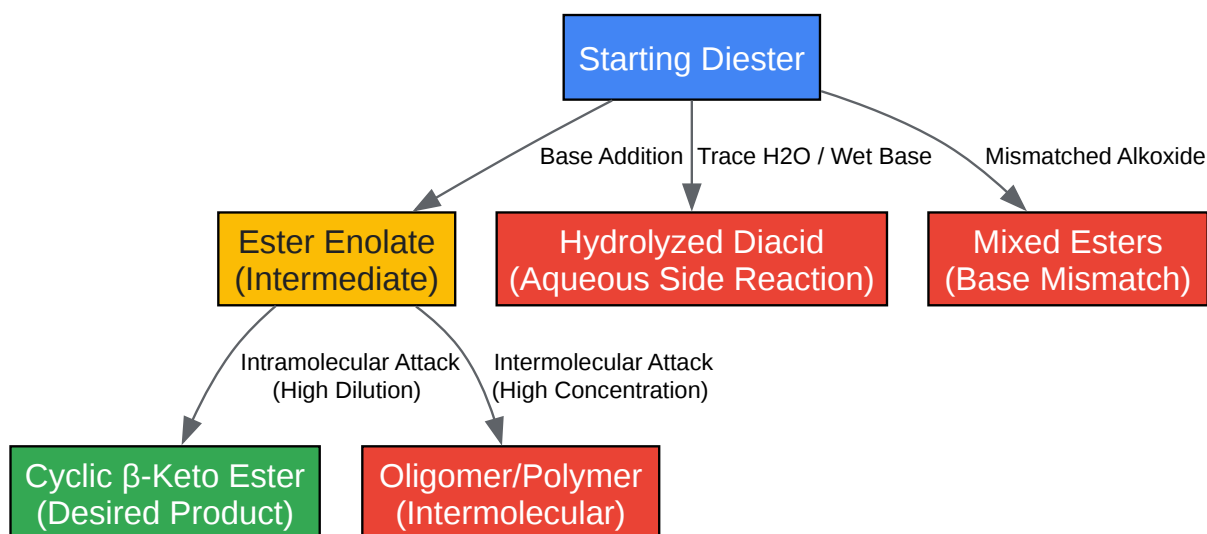 Starting Diester
Base Addition
Trace H2O / Wet Base
Mismatched Alkoxide
Ester Enolate
(Intermediate)
Hydrolyzed Diacid
(Aqueous Side Reaction)
Mixed Esters
(Base Mismatch)
Intramolecular Attack
(High Dilution)
Intermolecular Attack
(High Concentration)
Cyclic β-Keto Ester
(Desired Product)
Oligomer/Polymer
(Intermolecular)